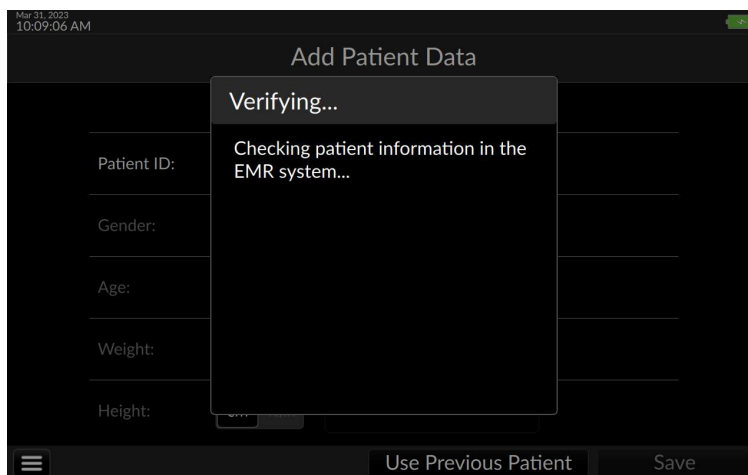 Mar 31, 2023
10:09:06 AM
Add Patient Data
Verifying...
Checking patient information in the
EMR system...
Patient ID:
Gender:
Age:
Weight:
Height:
cm
Use Previous Patient
Save